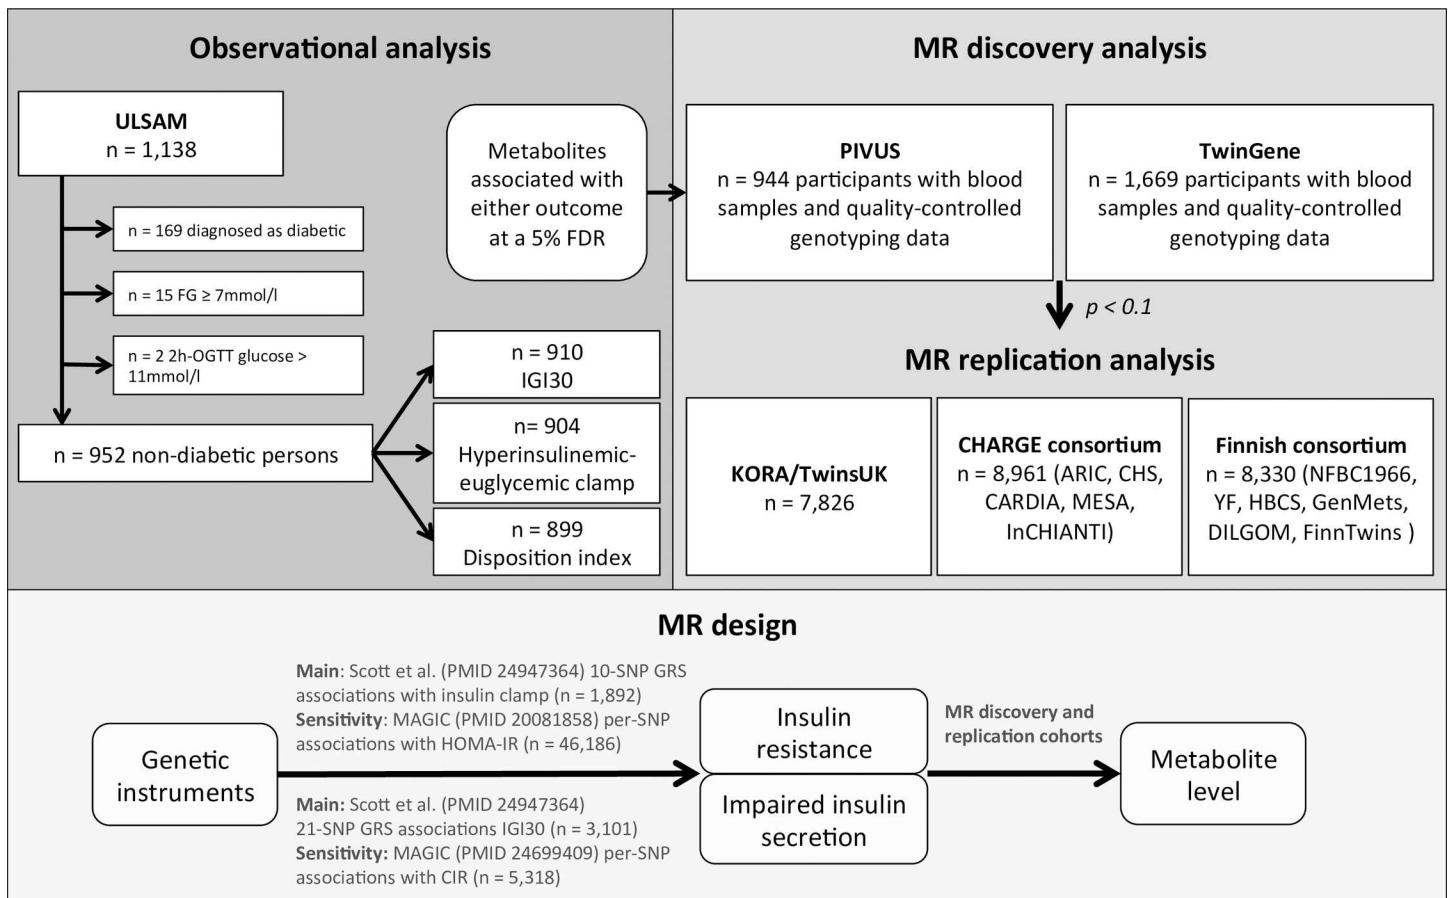 Observational analysis
ULSAM
n = 1,138
n = 169 diagnosed as diabetic
n = 15 FG ≥ 7mmol/l
n = 2 2h-OGTT glucose >
11mmol/l
n = 952 non-diabetic persons
Metabolites
associated with
either outcome
at a 5% FDR
n = 910
IGI30
n= 904
Hyperinsulinemic-
euglycemic clamp
n = 899
Disposition index
MR discovery analysis
PIVUS
n = 944 participants with blood
samples and quality-controlled
genotyping data
TwinGene
n = 1,669 participants with blood
samples and quality-controlled
genotyping data
p < 0.1
MR replication analysis
KORA/TwinsUK
n = 7,826
CHARGE consortium
n = 8,961 (ARIC, CHS,
CARDIA, MESA,
InCHIANTI)
Finnish consortium
n = 8,330 (NFBC1966,
YF, HBCS, GenMets,
DILGOM, FinnTwins )
MR design
Genetic
instruments
Main: Scott et al. (PMID 24947364) 10-SNP GRS
associations with insulin clamp (n = 1,892)
Sensitivity: MAGIC (PMID 20081858) per-SNP
associations with HOMA-IR (n = 46,186)
Main: Scott et al. (PMID 24947364)
21-SNP GRS associations IGI30 (n = 3,101)
Sensitivity: MAGIC (PMID 24699409) per-SNP
associations with CIR (n = 5,318)
Insulin
resistance
Impaired insulin
secretion
MR discovery and
replication cohorts
Metabolite
level